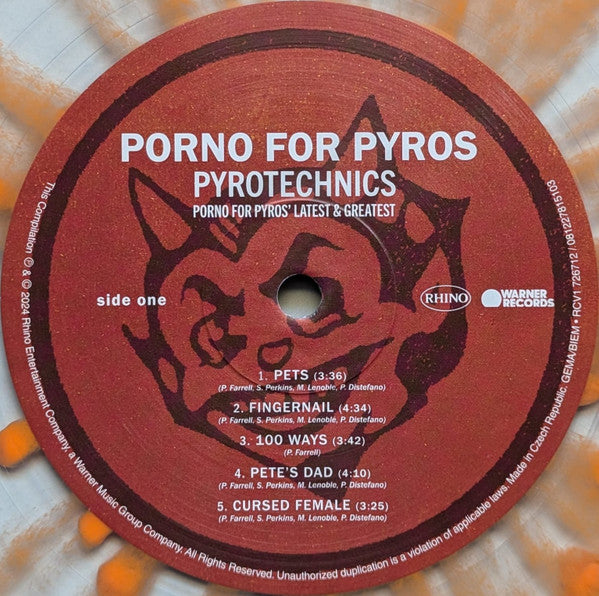 PORNO FOR PYROS
PYROTECHNICS
PORNO FOR PYROS' LATEST & GREATEST
side one
RHINO
WARNER
RECORDS
1. PETS (3:36)
(P. Farrell, S. Perkins, M. Lenoble, P. Distefano)
2. FINGERNAIL (4:34)
(P. Farrell, S. Perkins, M. Lenoble, P. Distefano)
3. 100 WAYS (3:42)
(P. Farrell)
4. PETE'S DAD (4:10)
(P. Farrell, S. Perkins, M. Lenoble, P. Distefano)
5. CURSED FEMALE (3:25)
(P. Farrell, S. Perkins, M. Lenoble, P. Distefano)
This Compilation ℗ & © 2024 Rhino Entertainment Company, a Warner Music Group Company. All Rights Reserved. Unauthorized duplication is a violation of applicable laws. Made in Czech Republic. GEMA/BIEM • RCV1 726712 / 081227815103